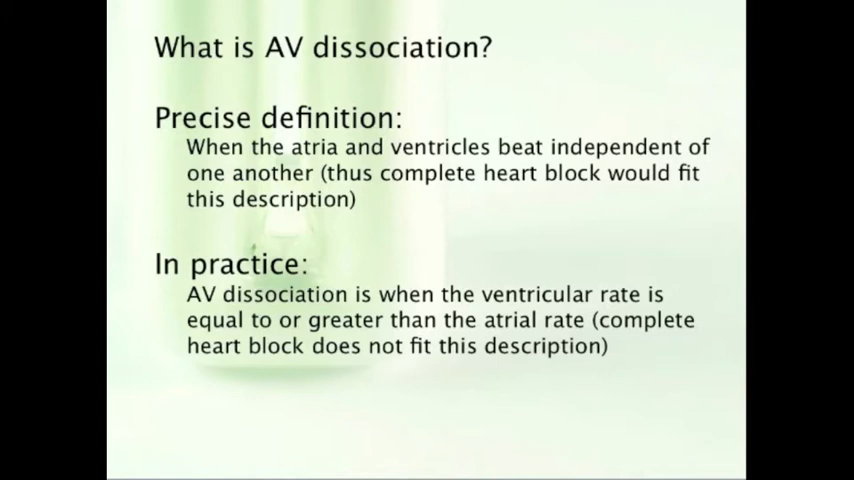 What is AV dissociation?
Precise definition:
When the atria and ventricles beat independent of
one another (thus complete heart block would fit
this description)
In practice:
AV dissociation is when the ventricular rate is
equal to or greater than the atrial rate (complete
heart block does not fit this description)